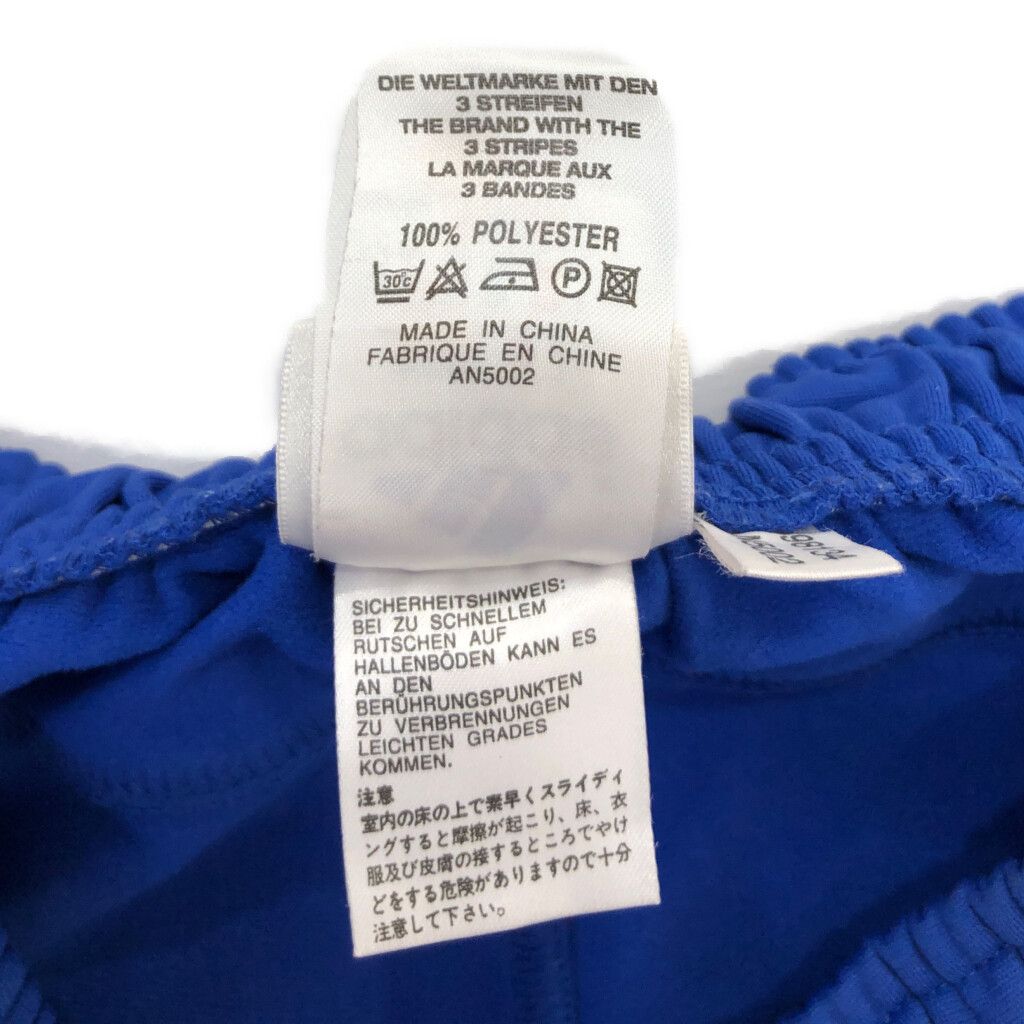 DIE WELTMARKE MIT DEN
3 STREIFEN
THE BRAND WITH THE
3 STRIPES
LA MARQUE AUX
3 BANDES
100% POLYESTER
30°C
P
MADE IN CHINA
FABRIQUE EN CHINE
AN5002
SICHERHEITSHINWEIS:
BEI ZU SCHNELLEM
RUTSCHEN AUF
HALLENBÖDEN KANN ES
AN DEN
BERÜHRUNGSPUNKTEN
ZU VERBRENNUNGEN
LEICHTEN GRADES
KOMMEN.
注意
室内の床の上で素早くスライディ
ングすると摩擦が起こり、床、衣
服及び皮膚の接するところでやけ
どをする危険がありますので十分
注意して下さい。